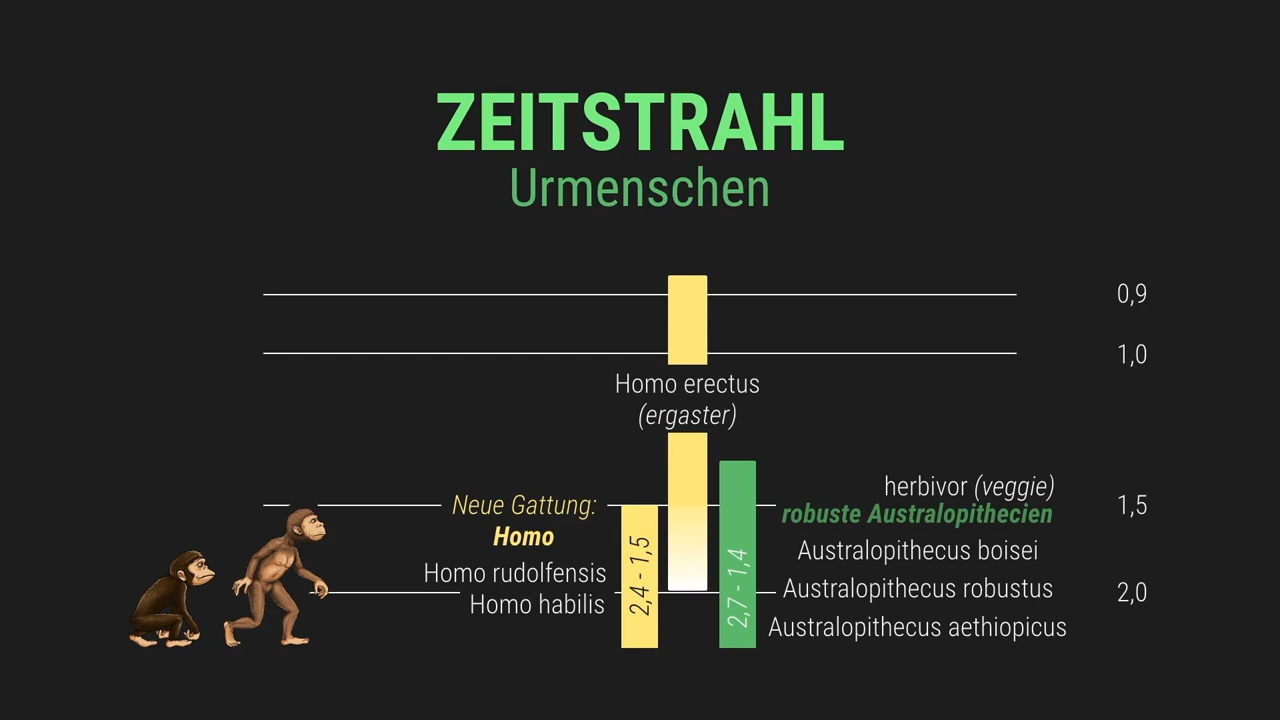 ZEITSTRAHL
Urmenschen
0,9
1,0
Homo erectus
(ergaster)
herbivor (veggie)
Neue Gattung:
robuste Australopithecien
1,5
Homo
Australopithecus boisei
Homo rudolfensis
2,4 - 1,5
2,7 - 1,4
Australopithecus robustus
2,0
Homo habilis
Australopithecus aethiopicus